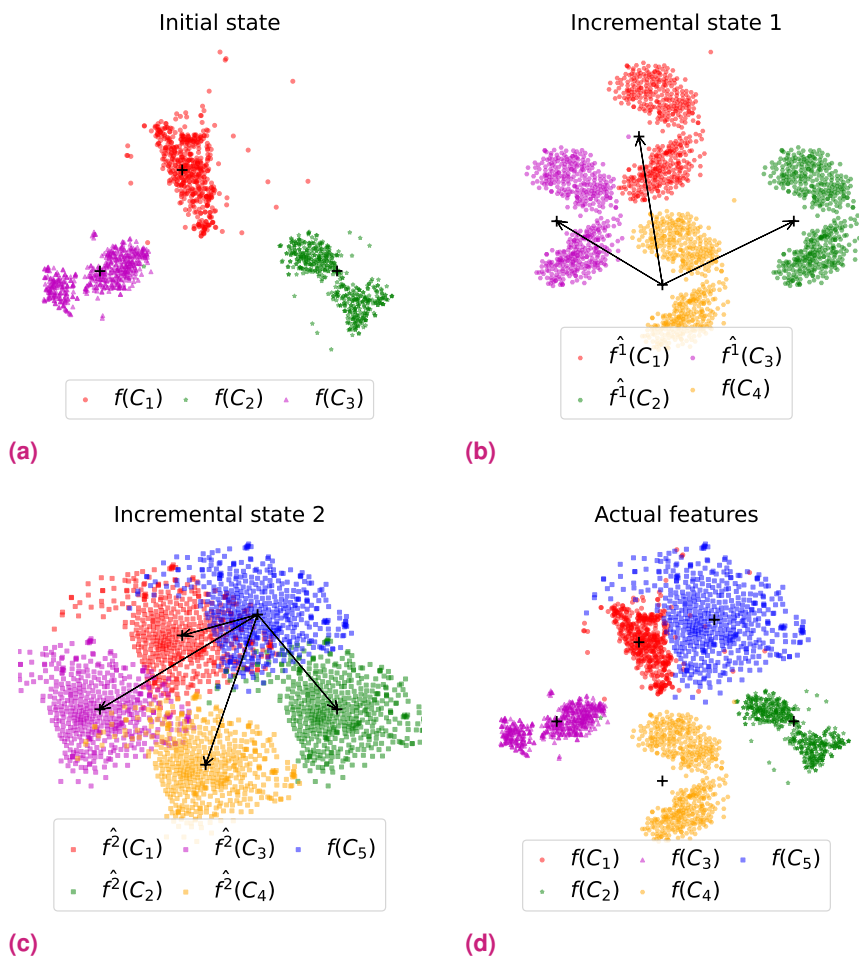 Initial state
f(C₁) f(C₂) f(C₃)
(a)
Incremental state 1
f^1̂(C₁) f^1̂(C₃)
f^1̂(C₂) f(C₄)
(b)
Incremental state 2
f^2̂(C₁) f^2̂(C₃) f(C₅)
f^2̂(C₂) f^2̂(C₄)
(c)
Actual features
f(C₁) f(C₃) f(C₅)
f(C₂) f(C₄)
(d)